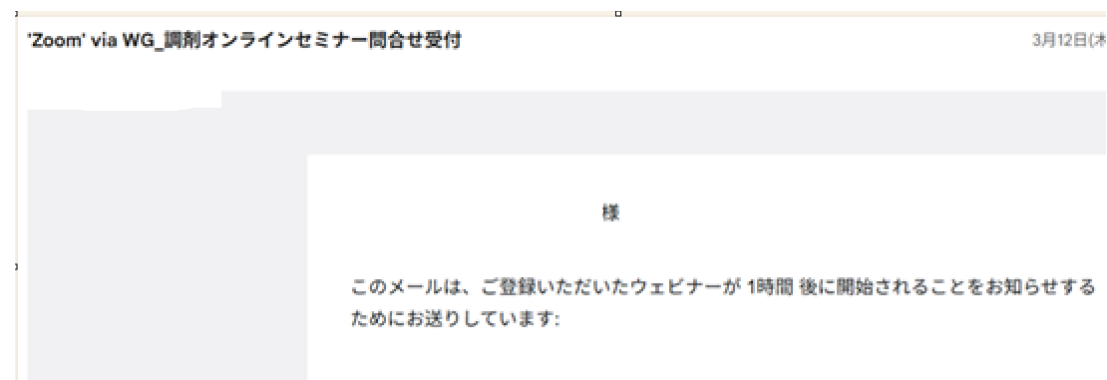 'Zoom' via WG_調剤オンラインセミナー問合せ受付
3月12日(木
様
このメールは、ご登録いただいたウェビナーが 1時間 後に開始されることをお知らせする
ためにお送りしています: